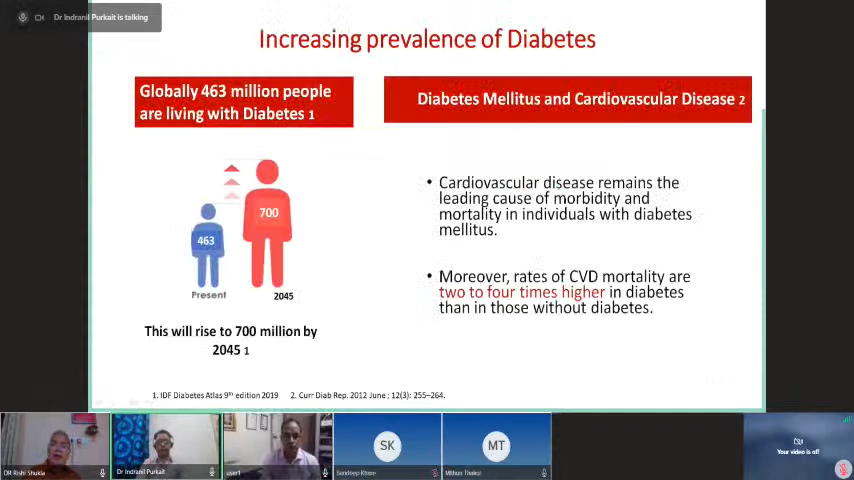 Dr Indranil Purkait is talking
Increasing prevalence of Diabetes
Globally 463 million people
are living with Diabetes 1
Diabetes Mellitus and Cardiovascular Disease 2
463
700
Present
2045
This will rise to 700 million by
2045 1
• Cardiovascular disease remains the
leading cause of morbidity and
mortality in individuals with diabetes
mellitus.
• Moreover, rates of CVD mortality are
two to four times higher in diabetes
than in those without diabetes.
1. IDF Diabetes Atlas 9th edition 2019 2. Curr Diab Rep. 2012 June ; 12(3): 255–264.
DR Rishi Shukla
Dr Indranil Purkait
user1
SK
Sandeep Khare
MT
Mithun Thakur
Your video is off